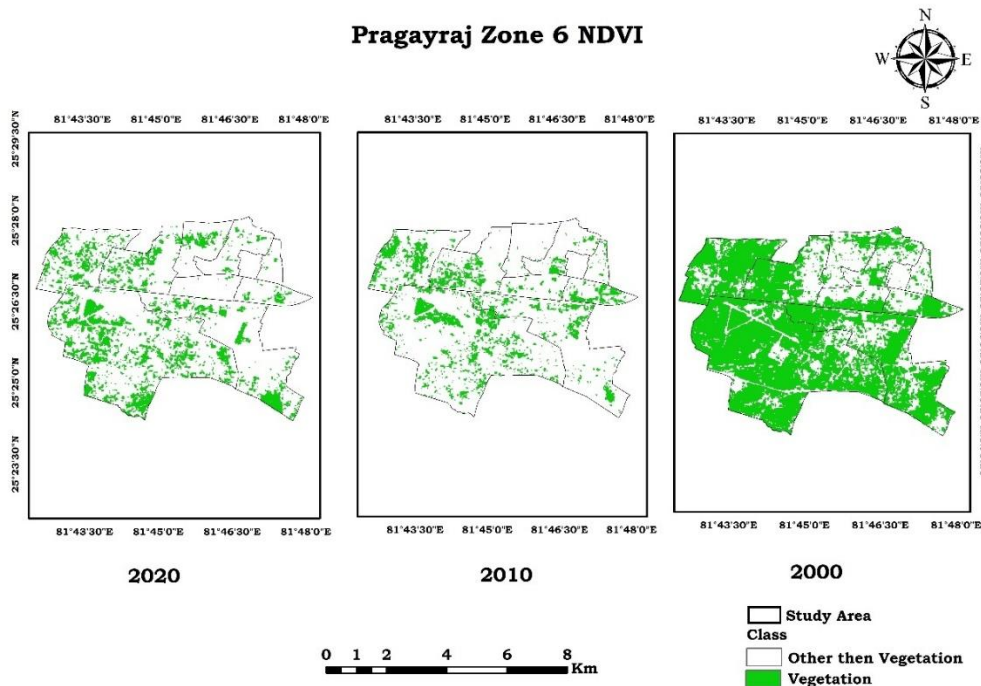 Pragayraj Zone 6 NDVI
N
W E
S
81°43'30"E 81°45'0"E 81°46'30"E 81°48'0"E
81°43'30"E 81°45'0"E 81°46'30"E 81°48'0"E
81°43'30"E 81°45'0"E 81°46'30"E 81°48'0"E
25°29'30"N
25°28'0"N
25°26'30"N
25°25'0"N
25°23'30"N
81°43'30"E 81°45'0"E 81°46'30"E 81°48'0"E
81°43'30"E 81°45'0"E 81°46'30"E 81°48'0"E
81°43'30"E 81°45'0"E 81°46'30"E 81°48'0"E
2020 2010 2000
0 1 2 4 6 8
Km
Study Area
Class
Other then Vegetation
Vegetation